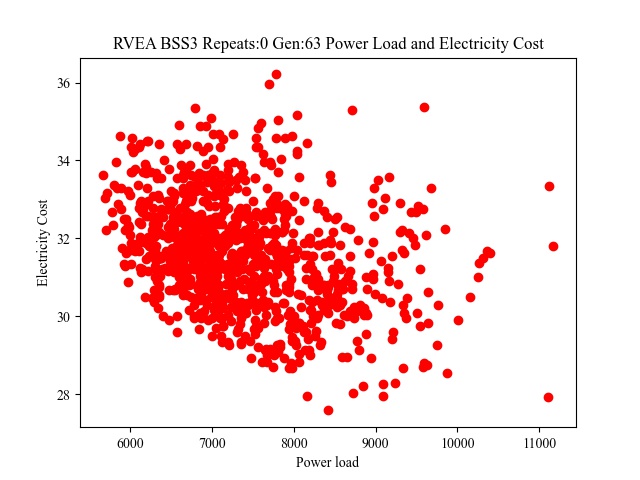 RVEA BSS3 Repeats:0 Gen:63 Power Load and Electricity Cost
36
34
32
30
28
Electricity Cost
6000 7000 8000 9000 10000 11000
Power load